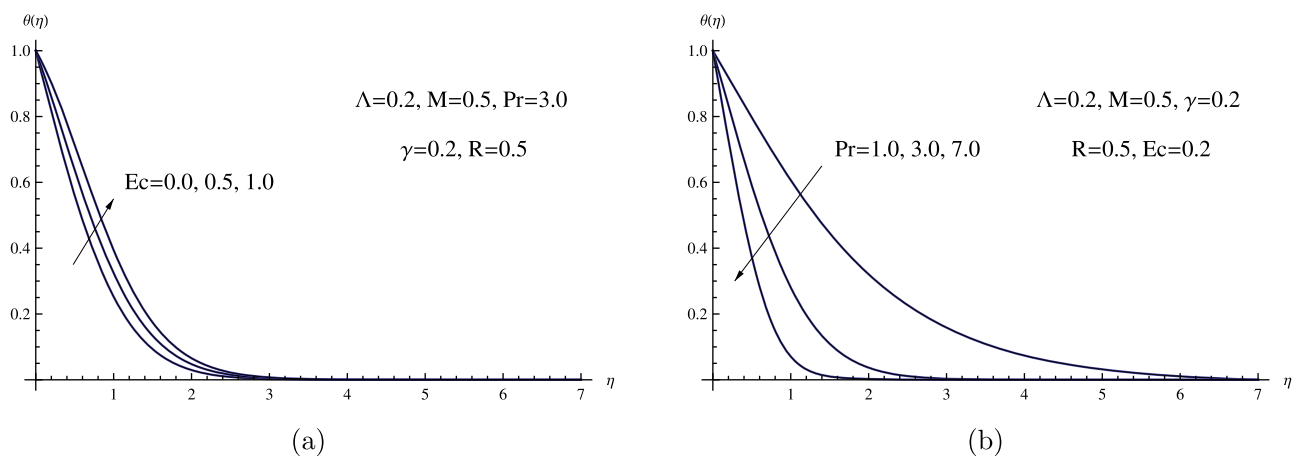 θ(η)
1.0
Λ=0.2, M=0.5, Pr=3.0
0.8
γ=0.2, R=0.5
0.6
Ec=0.0, 0.5, 1.0
0.4
0.2
1 2 3 4 5 6 7 η
(a)
θ(η)
1.0
Λ=0.2, M=0.5, γ=0.2
0.8
Pr=1.0, 3.0, 7.0
R=0.5, Ec=0.2
0.6
0.4
0.2
1 2 3 4 5 6 7 η
(b)